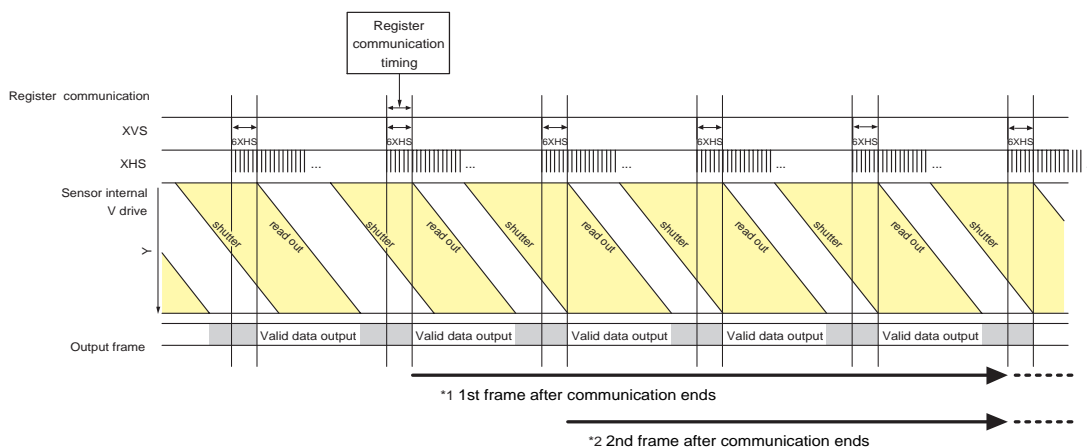 Register
communication
timing
Register communication
XVS
6XHS 6XHS 6XHS 6XHS 6XHS 6XHS
XHS
... ... ... ... ...
Sensor internal
V drive
Y
shutter read out shutter read out shutter read out shutter read out shutter read out shutter
Output frame
Valid data output Valid data output Valid data output Valid data output Valid data output
*1 1st frame after communication ends
*2 2nd frame after communication ends